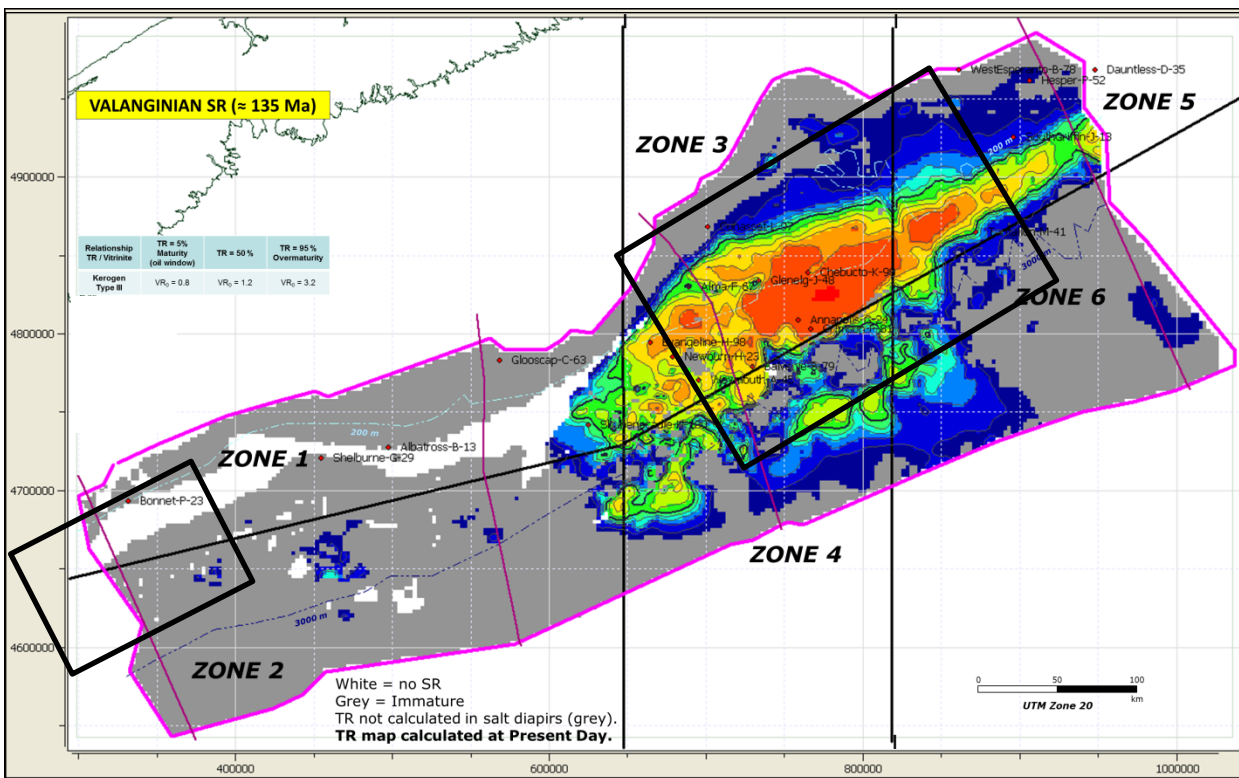 VALANGINIAN SR (≈ 135 Ma)
Relationship TR / Vitrinite
TR = 5% Maturity (oil window)
TR = 50 %
TR = 95 % Overmaturity
Kerogen Type III
VR₀ = 0.8
VR₀ = 1.2
VR₀ = 3.2
ZONE 5
WestEsperanto-B-78
Dauntless-D-35
Hesper-P-52
ZONE 3
200 m
4900000
M-41
3000 m
Chebucto-K-90
Glenelg-J-48
Alma-F-67
ZONE 6
4800000
Evangeline-H-98
Newburn-H-23
Glooscap-C-63
200 m
Albatross-B-13
Shelburne-G-29
ZONE 1
4700000
Bonnet-P-23
ZONE 4
3000 m
4600000
ZONE 2
White = no SR
Grey = Immature
TR not calculated in salt diapirs (grey).
TR map calculated at Present Day.
0 50 100
km
UTM Zone 20
400000 600000 800000 1000000